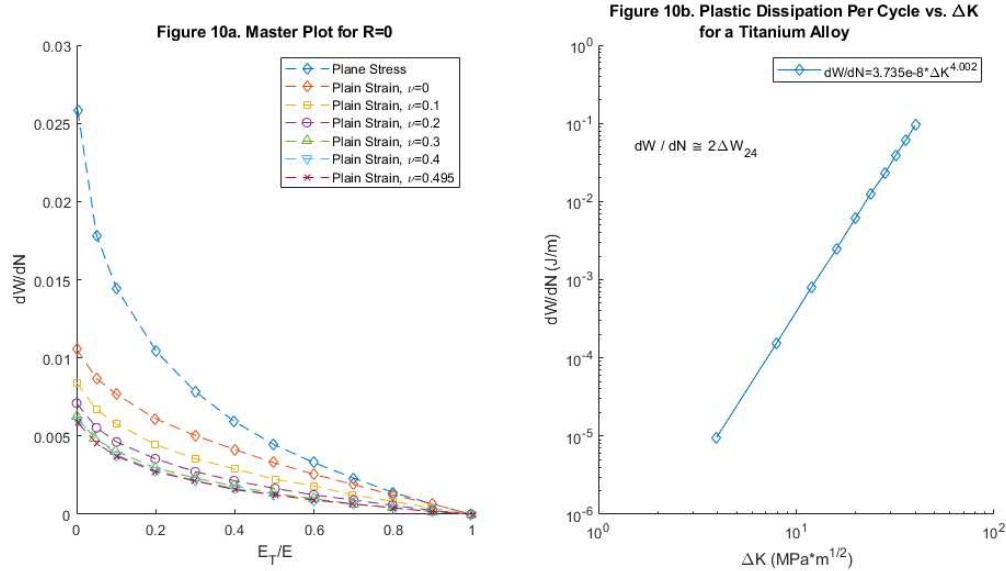 Figure 10a. Master Plot for R=0
0.03
0.025
0.02
0.015
0.01
0.005
0
dW/dN
Plane Stress
Plain Strain, ν=0
Plain Strain, ν=0.1
Plain Strain, ν=0.2
Plain Strain, ν=0.3
Plain Strain, ν=0.4
Plain Strain, ν=0.495
0 0.2 0.4 0.6 0.8 1
E_T/E
Figure 10b. Plastic Dissipation Per Cycle vs. ΔK
for a Titanium Alloy
10^0
10^-1
10^-2
10^-3
10^-4
10^-5
10^-6
dW/dN (J/m)
dW/dN=3.735e-8*ΔK^4.002
dW / dN ≅ 2ΔW_24
10^0 10^1 10^2
ΔK (MPa*m^1/2)